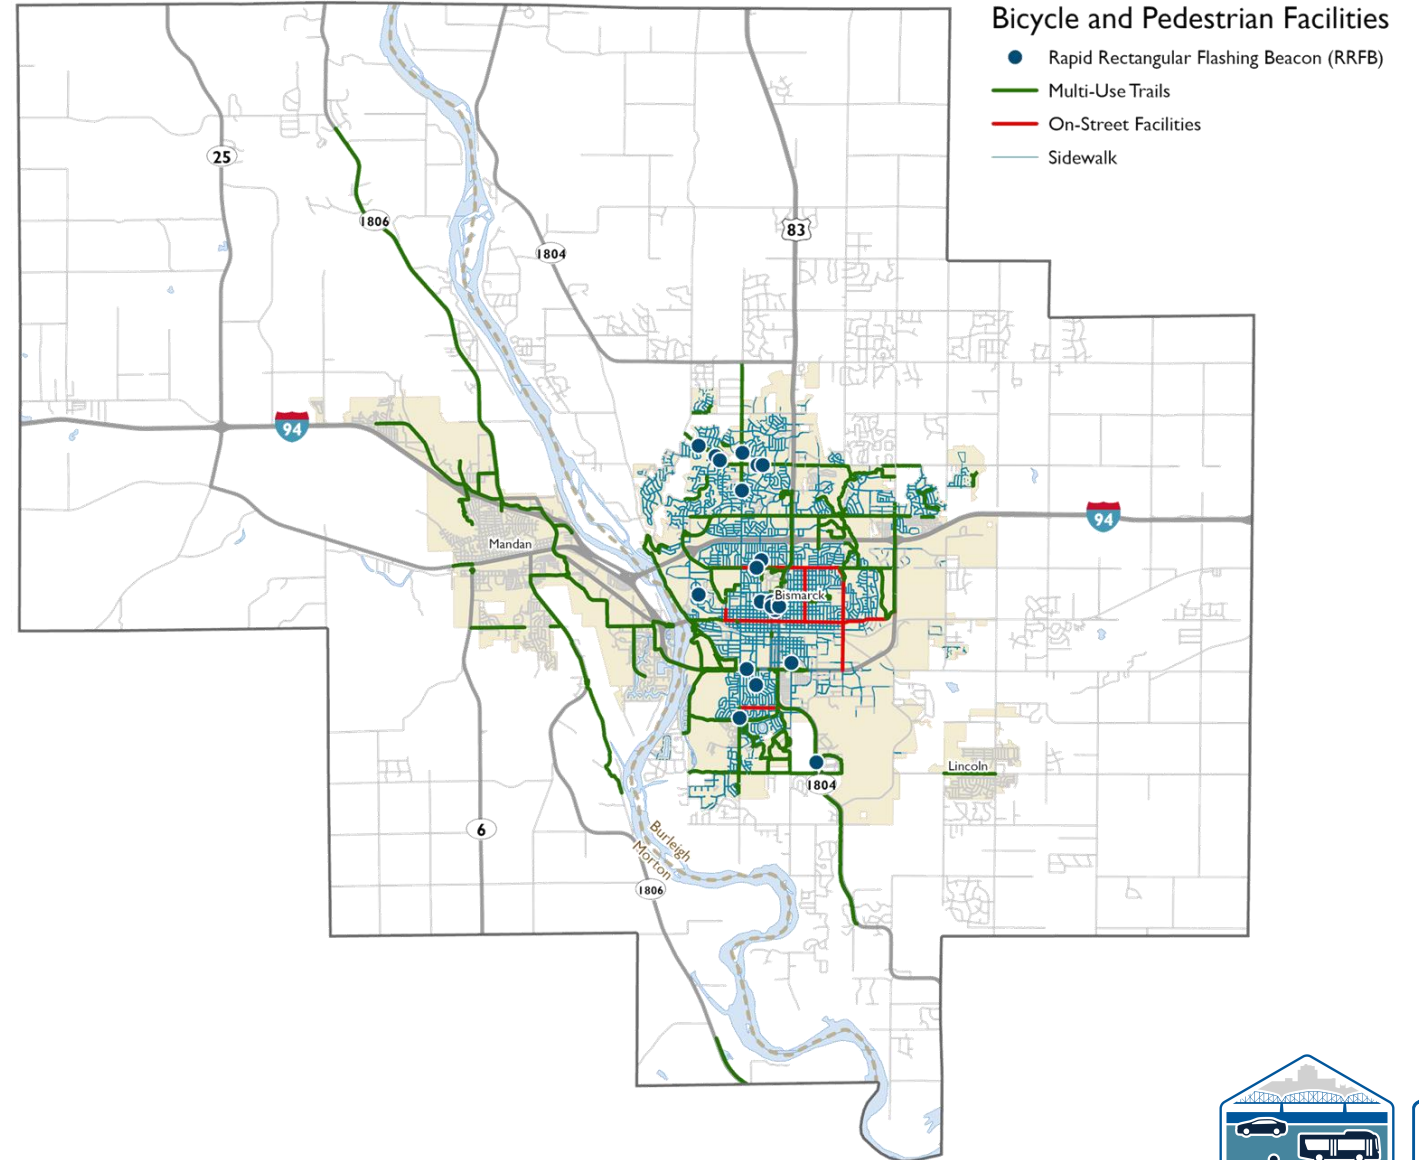 Bicycle and Pedestrian Facilities
Rapid Rectangular Flashing Beacon (RRFB)
Multi-Use Trails
On-Street Facilities
Sidewalk
25
1806
83
1804
94
94
Mandan
Bismarck
Lincoln
1804
6
Burleigh
Morton
1806